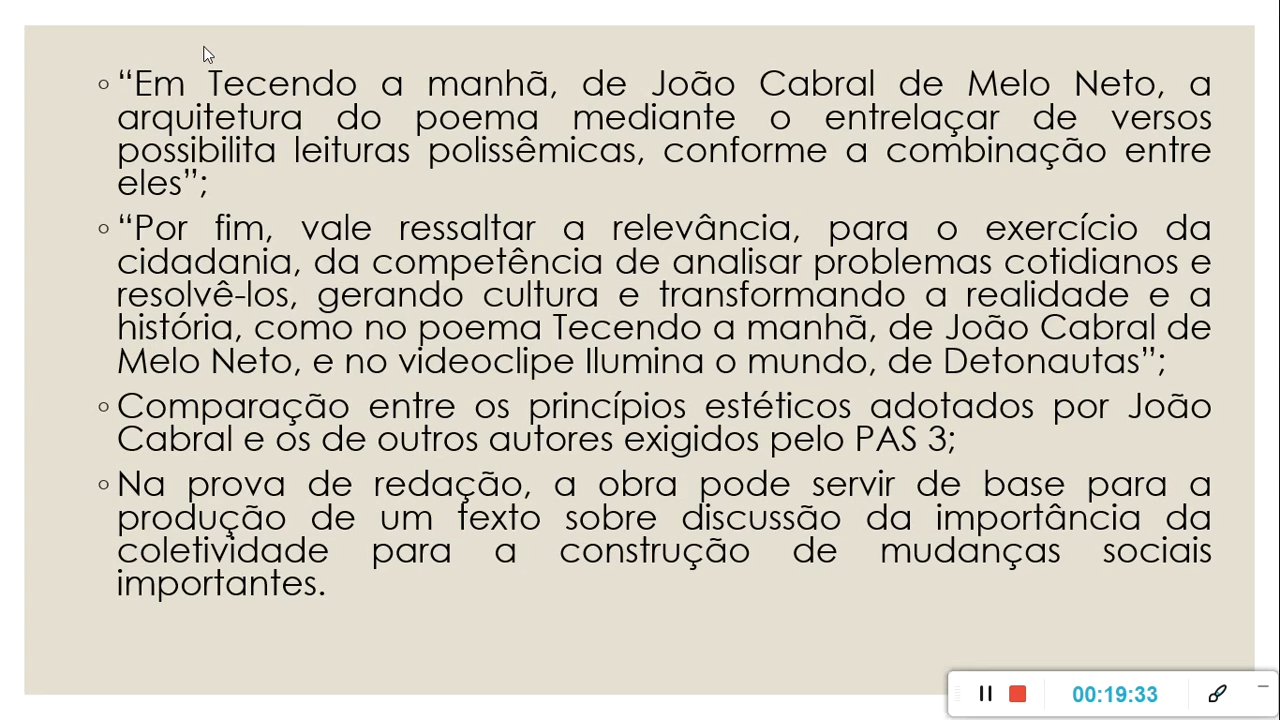 ◦ “Em Tecendo a manhã, de João Cabral de Melo Neto, a
arquitetura do poema mediante o entrelaçar de versos
possibilita leituras polissêmicas, conforme a combinação entre
eles”;
◦ “Por fim, vale ressaltar a relevância, para o exercício da
cidadania, da competência de analisar problemas cotidianos e
resolvê-los, gerando cultura e transformando a realidade e a
história, como no poema Tecendo a manhã, de João Cabral de
Melo Neto, e no videoclipe Ilumina o mundo, de Detonautas”;
◦ Comparação entre os princípios estéticos adotados por João
Cabral e os de outros autores exigidos pelo PAS 3;
◦ Na prova de redação, a obra pode servir de base para a
produção de um texto sobre discussão da importância da
coletividade para a construção de mudanças sociais
importantes.
00:19:33